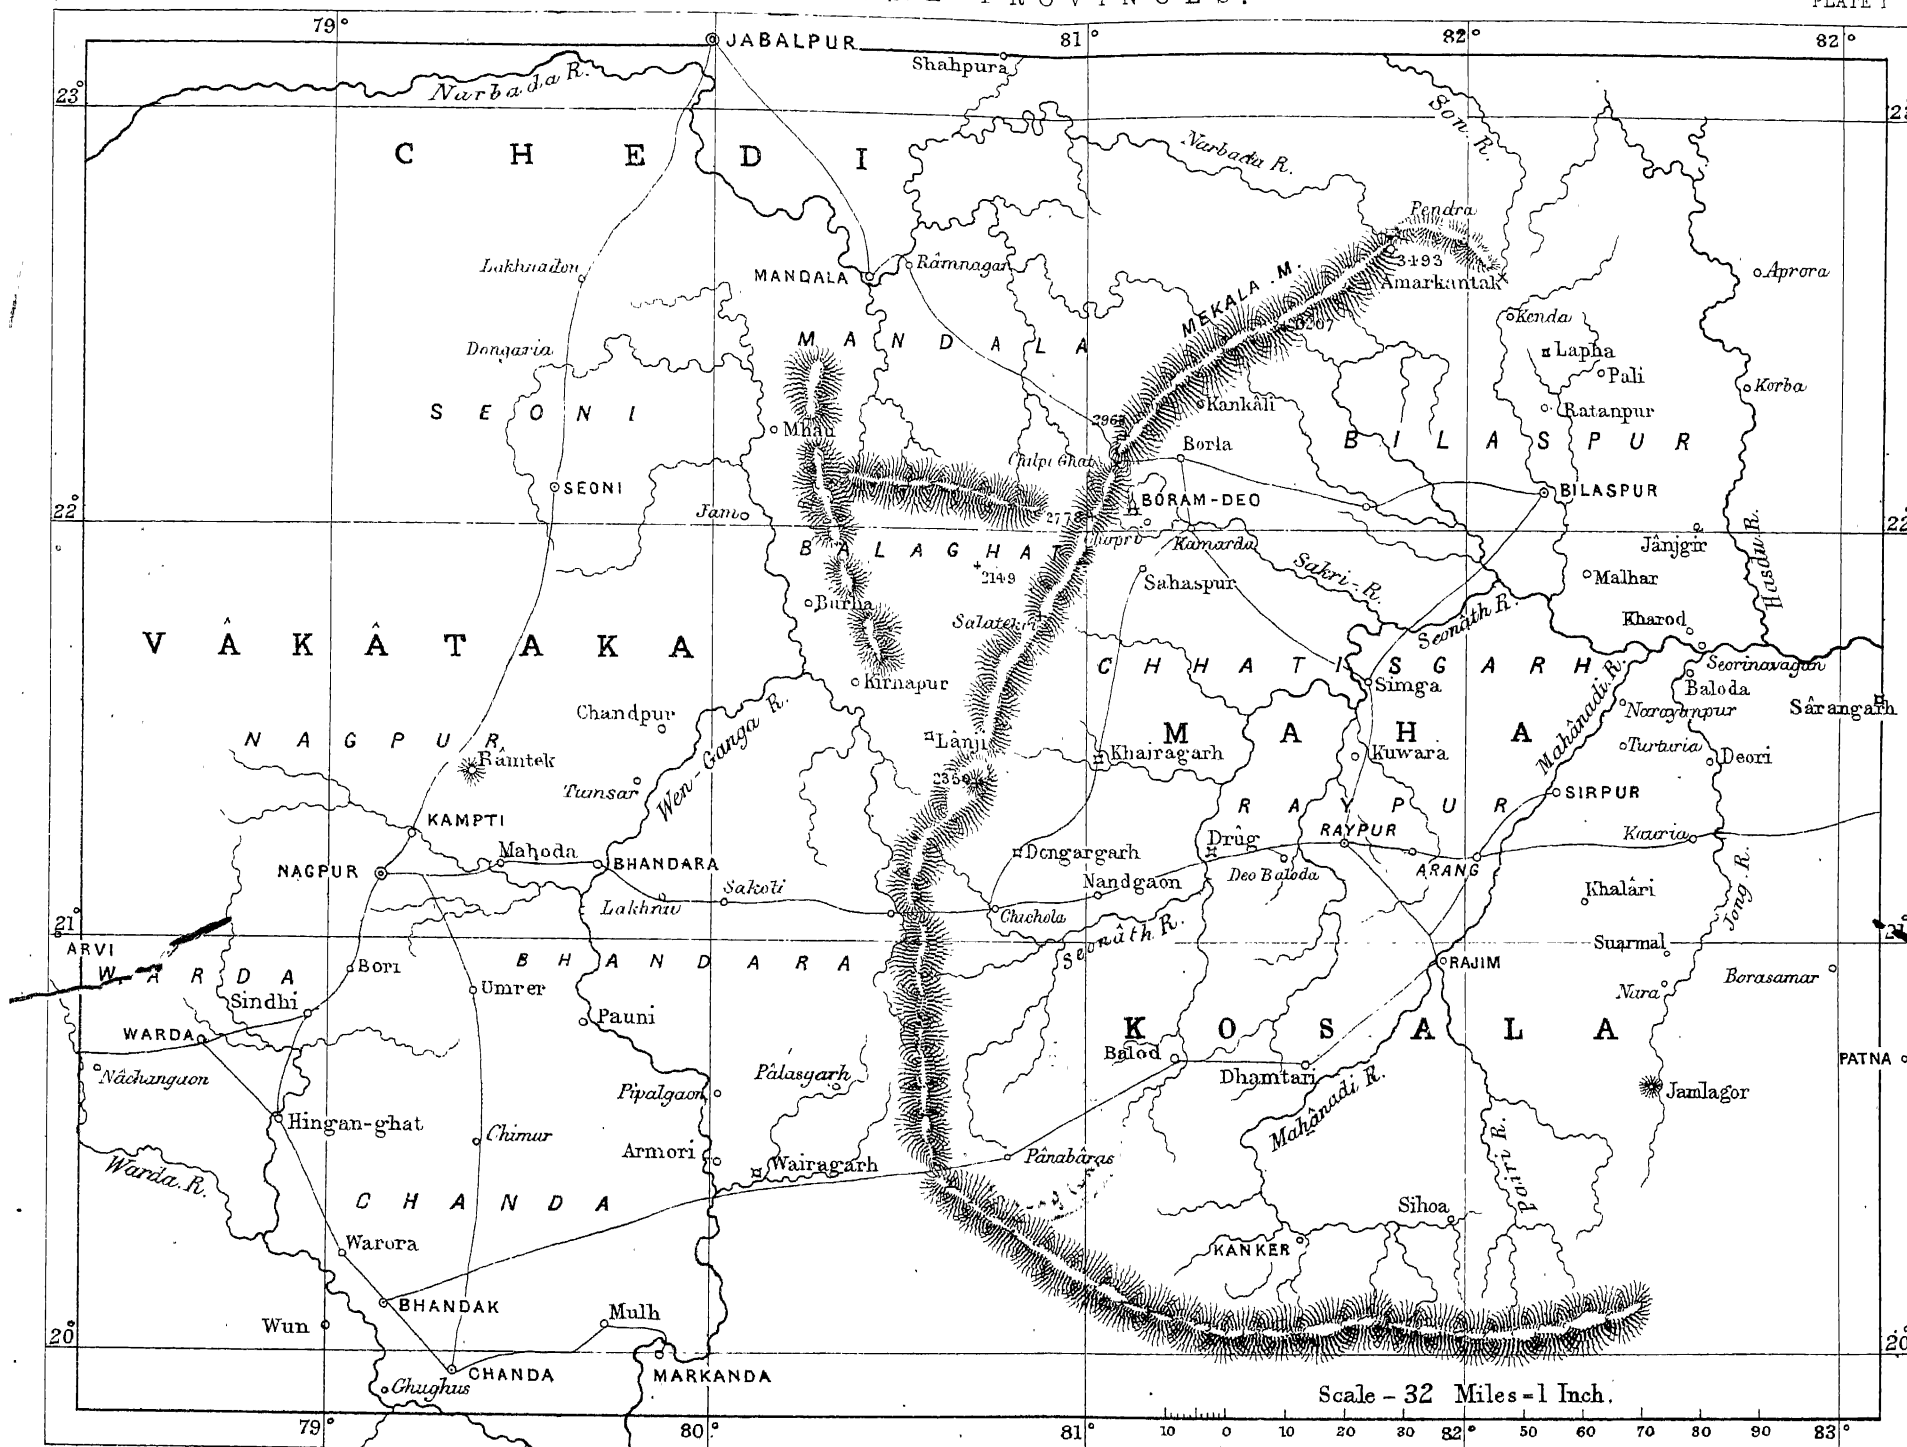 PROVINCES.
PLATE I
79°
81°
82°
82°
JABALPUR
Shahpura
Narbada R.
23°
Son. R.
C H E D I
Narbada R.
Pendra
Lakhnadon
MANDALA
Râmnagar
3493
Amarkantak
Aprora
MEKALA . M.
Kenda
M A N D A L A
Dongaria
Lapha
Pali
Korba
S E O N I
Kankâli
Ratanpur
Mhau
Borla
B I L A S P U R
Chilpi Ghat
SEONI
BORAM-DEO
BILASPUR
Jam
22°
22
Kamarda
Jânjgir
Hasdu R.
B A L A G H A T
2149
Sahaspur
Sakri-R.
Malhar
Burha
Seonâth R.
Kharod
V Â K Â T A K A
C H H A T I S G A R H
Seorinarayan
Kirnapur
Simga
Baloda
Chandpur
Narayanpur
Sârangarh
Wen-Ganga R.
Mahânadi R.
N A G P U R
Lânji
M A H A
Turturia
Râmtek
Khairagarh
Kuwara
Deori
Tumsar
SIRPUR
R A Y P U R
KAMPTI
RAYPUR
Drûg
Mahoda
BHANDARA
Dongargarh
ARANG
NAGPUR
Deo Baloda
Nandgaon
Khalâri
Sakoli
Lakhni
Chichola
Jong. R.
21°
Seonâth R.
ARVI
Suarmal
W A R D A
Bori
B H A N D A R A
RAJIM
Borasamar
Umrer
Nara
Sindhi
Pauni
K O S A L A
WARDA
Balod
PATNA
Nâchangaon
Pâlasgarh
Dhamtari
Pipalgaon
Mahânadi R.
Jamlagor
Hingan-ghat
Chimur
Pairi R.
Armori
Wairagarh
Pânabâras
Warda. R.
C H A N D A
Sihoa
Warora
KANKER
BHANDAK
Mulh
Wun
20°
20
CHANDA
MARKANDA
Ghughus
Scale - 32 Miles = 1 Inch.
79°
80°
81°
10 0 10 20 30 82° 50 60 70 80 90 83°